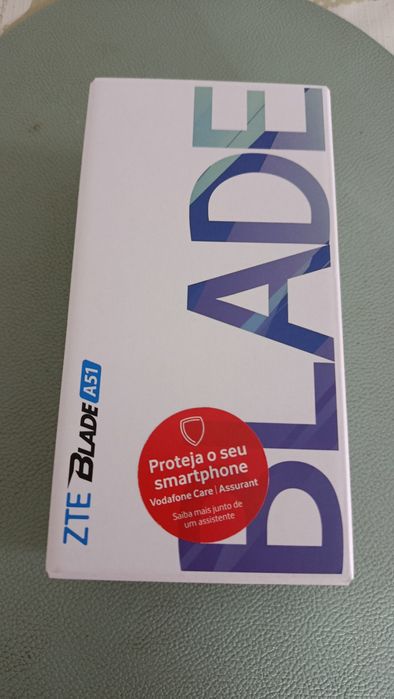 BLADE
ZTE BLADE A51
Proteja o seu
smartphone
Vodafone Care | Assurant
Saiba mais junto de
um assistente